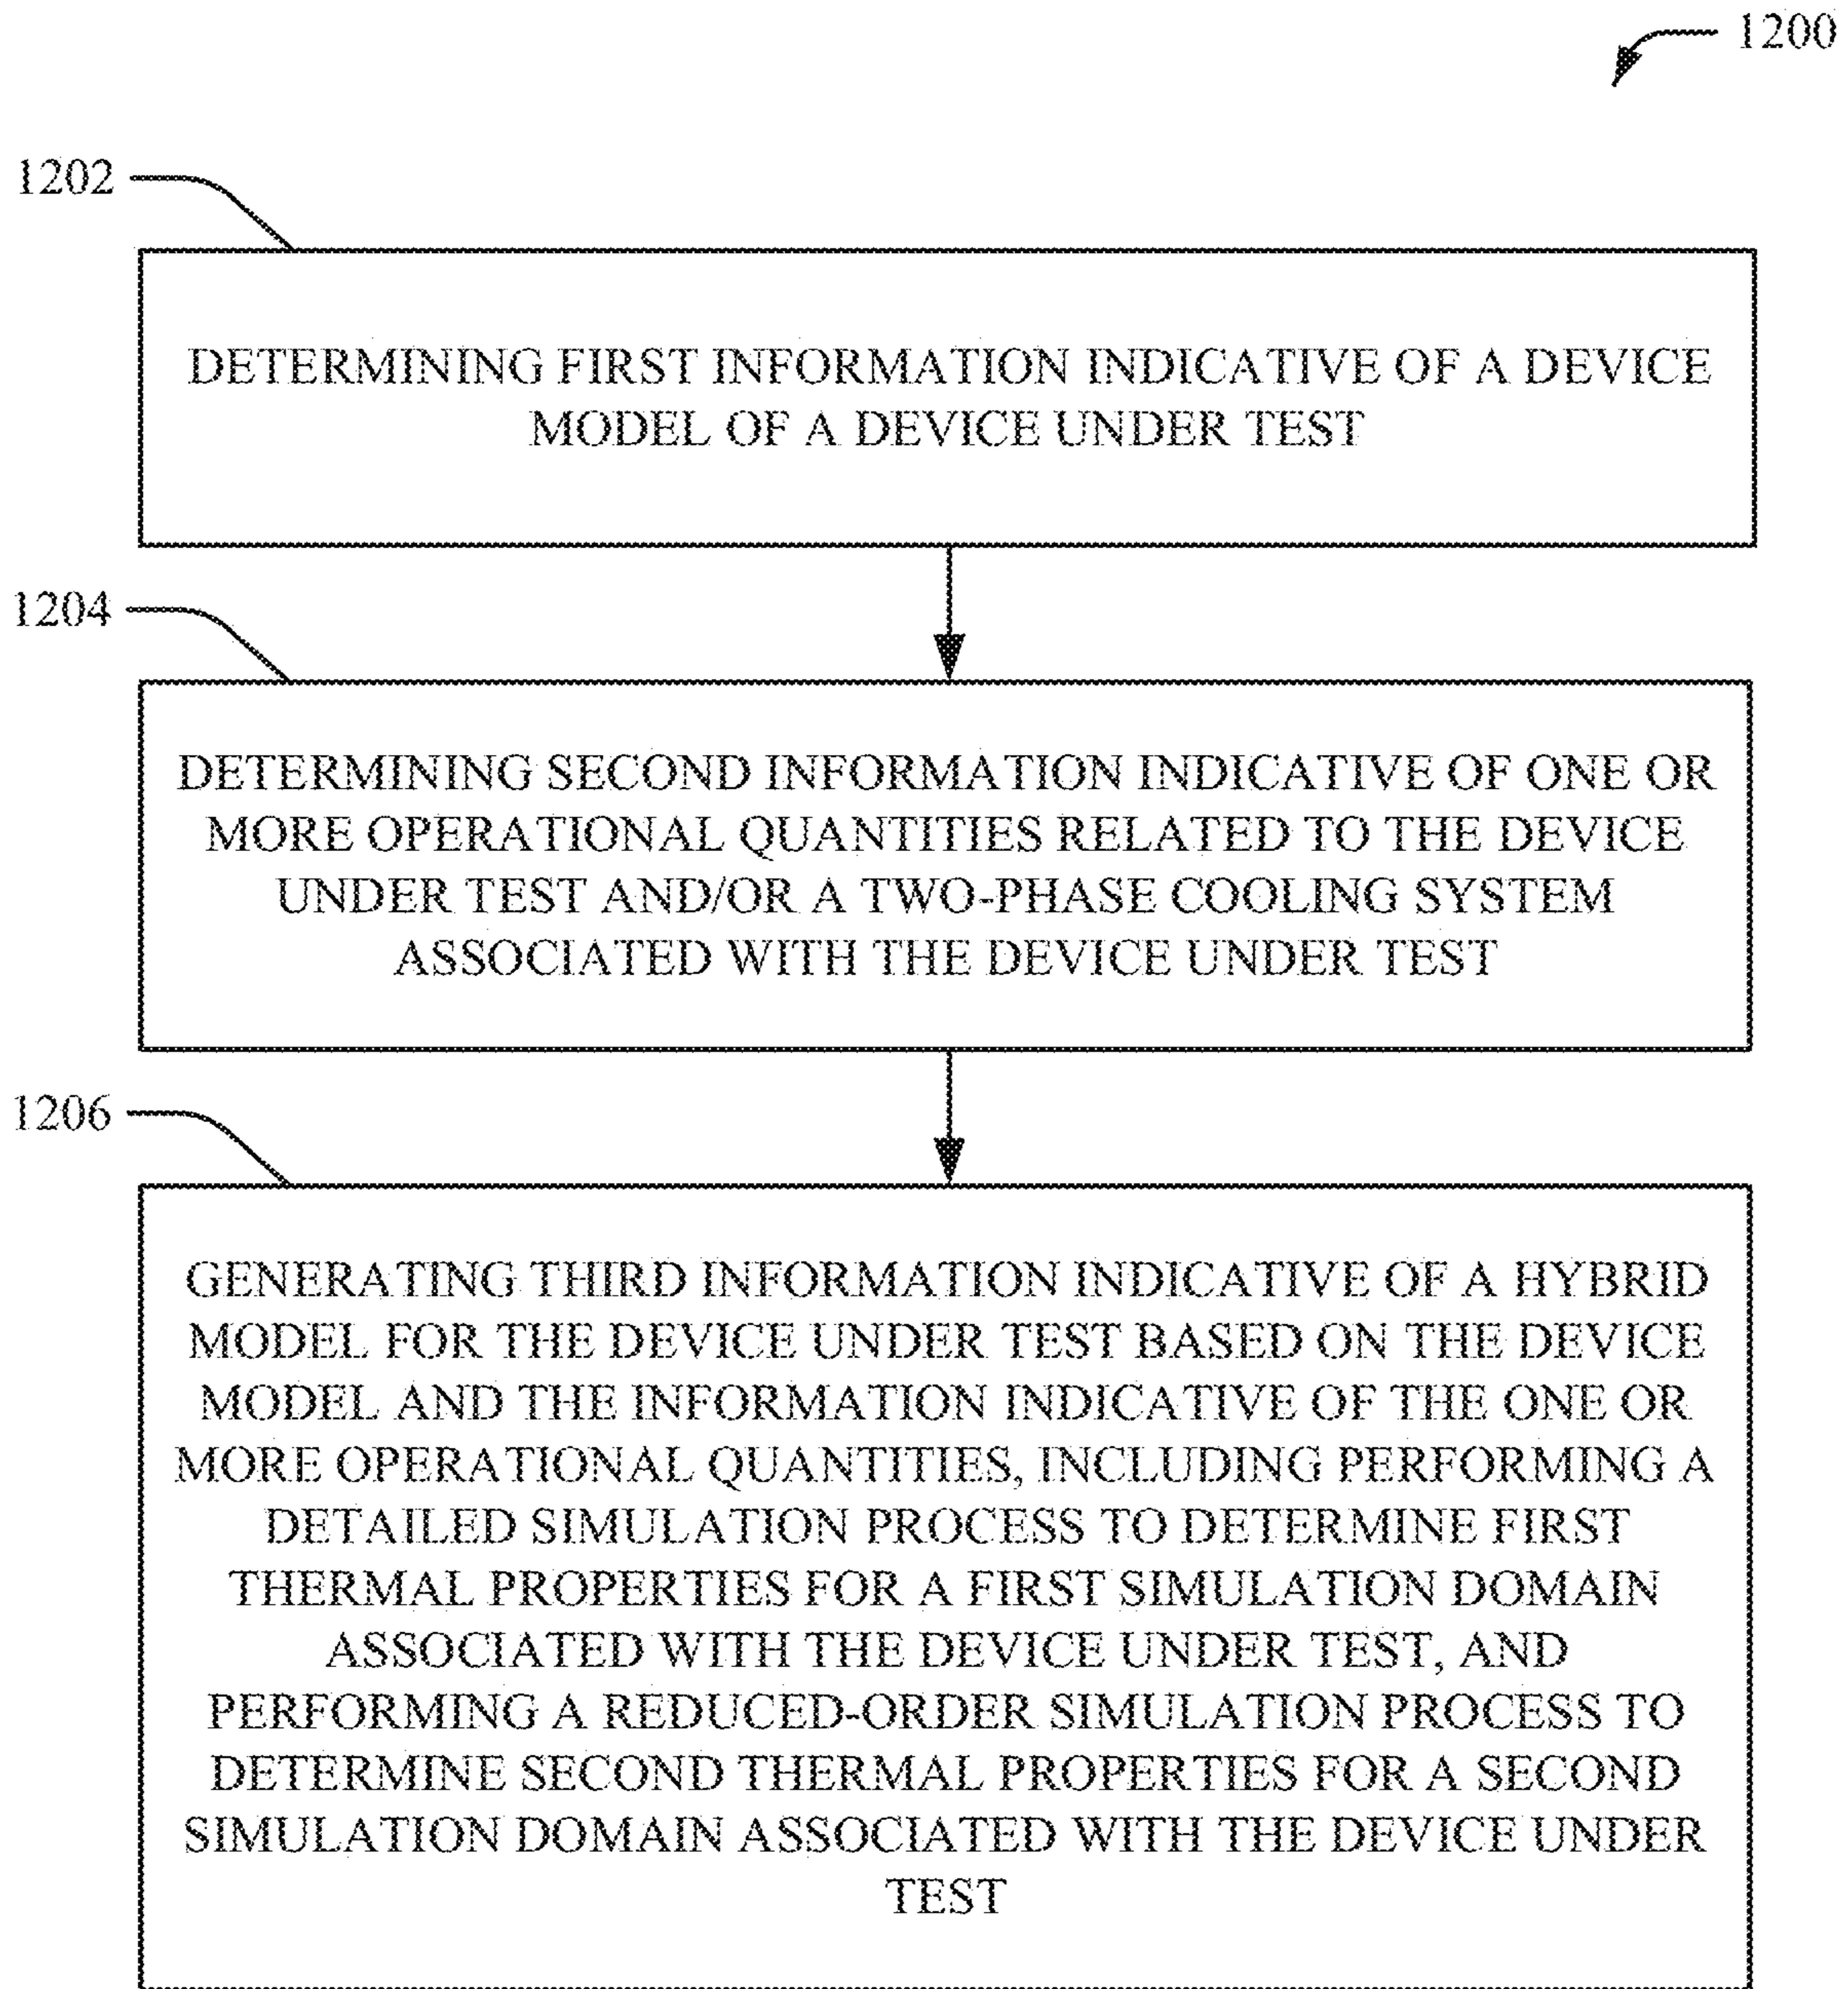 1200
1202
DETERMINING FIRST INFORMATION INDICATIVE OF A DEVICE
MODEL OF A DEVICE UNDER TEST
1204
DETERMINING SECOND INFORMATION INDICATIVE OF ONE OR
MORE OPERATIONAL QUANTITIES RELATED TO THE DEVICE
UNDER TEST AND/OR A TWO-PHASE COOLING SYSTEM
ASSOCIATED WITH THE DEVICE UNDER TEST
1206
GENERATING THIRD INFORMATION INDICATIVE OF A HYBRID
MODEL FOR THE DEVICE UNDER TEST BASED ON THE DEVICE
MODEL AND THE INFORMATION INDICATIVE OF THE ONE OR
MORE OPERATIONAL QUANTITIES, INCLUDING PERFORMING A
DETAILED SIMULATION PROCESS TO DETERMINE FIRST
THERMAL PROPERTIES FOR A FIRST SIMULATION DOMAIN
ASSOCIATED WITH THE DEVICE UNDER TEST, AND
PERFORMING A REDUCED-ORDER SIMULATION PROCESS TO
DETERMINE SECOND THERMAL PROPERTIES FOR A SECOND
SIMULATION DOMAIN ASSOCIATED WITH THE DEVICE UNDER
TEST